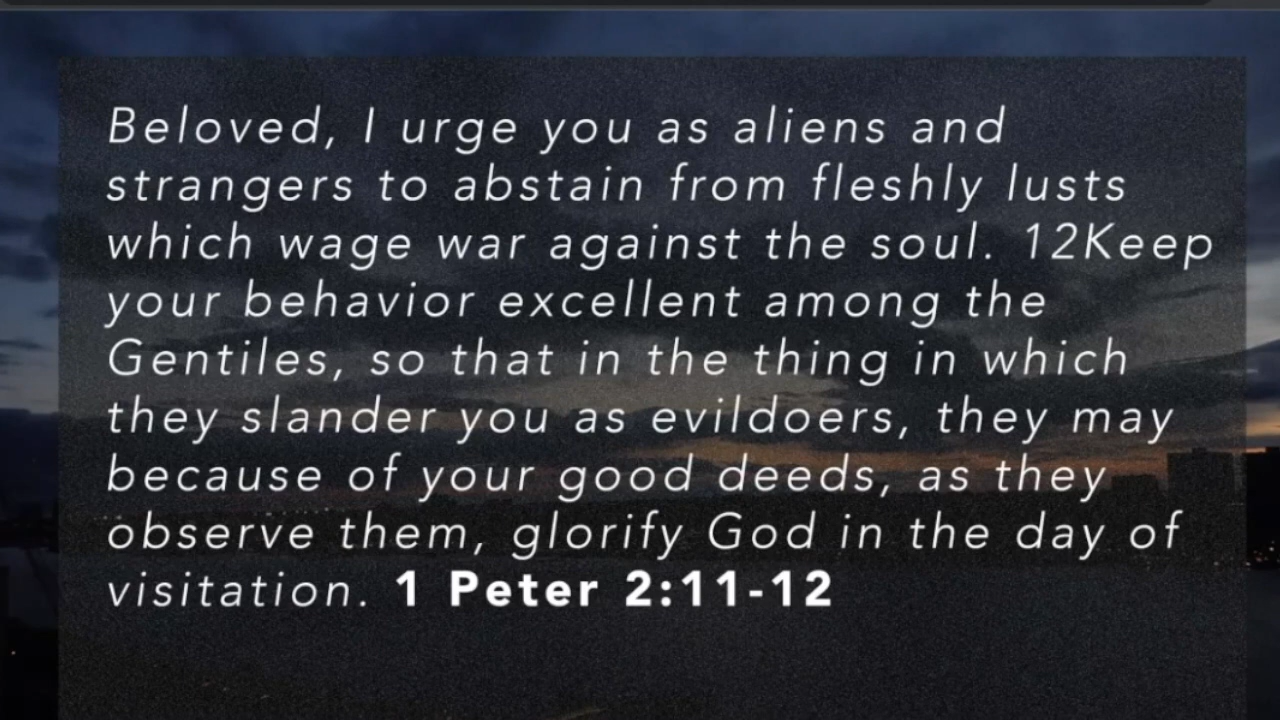 Beloved, I urge you as aliens and
strangers to abstain from fleshly lusts
which wage war against the soul. 12Keep
your behavior excellent among the
Gentiles, so that in the thing in which
they slander you as evildoers, they may
because of your good deeds, as they
observe them, glorify God in the day of
visitation. 1 Peter 2:11-12